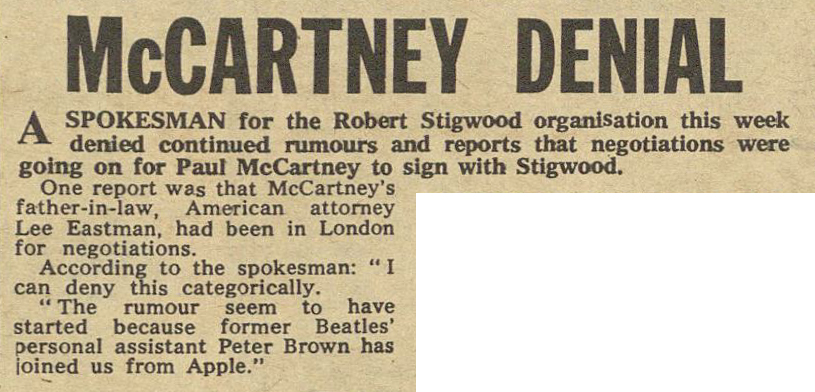 McCARTNEY DENIAL
A SPOKESMAN for the Robert Stigwood organisation this week
denied continued rumours and reports that negotiations were
going on for Paul McCartney to sign with Stigwood.
One report was that McCartney's
father-in-law, American attorney
Lee Eastman, had been in London
for negotiations.
According to the spokesman: "I
can deny this categorically.
"The rumour seem to have
started because former Beatles'
personal assistant Peter Brown has
joined us from Apple."